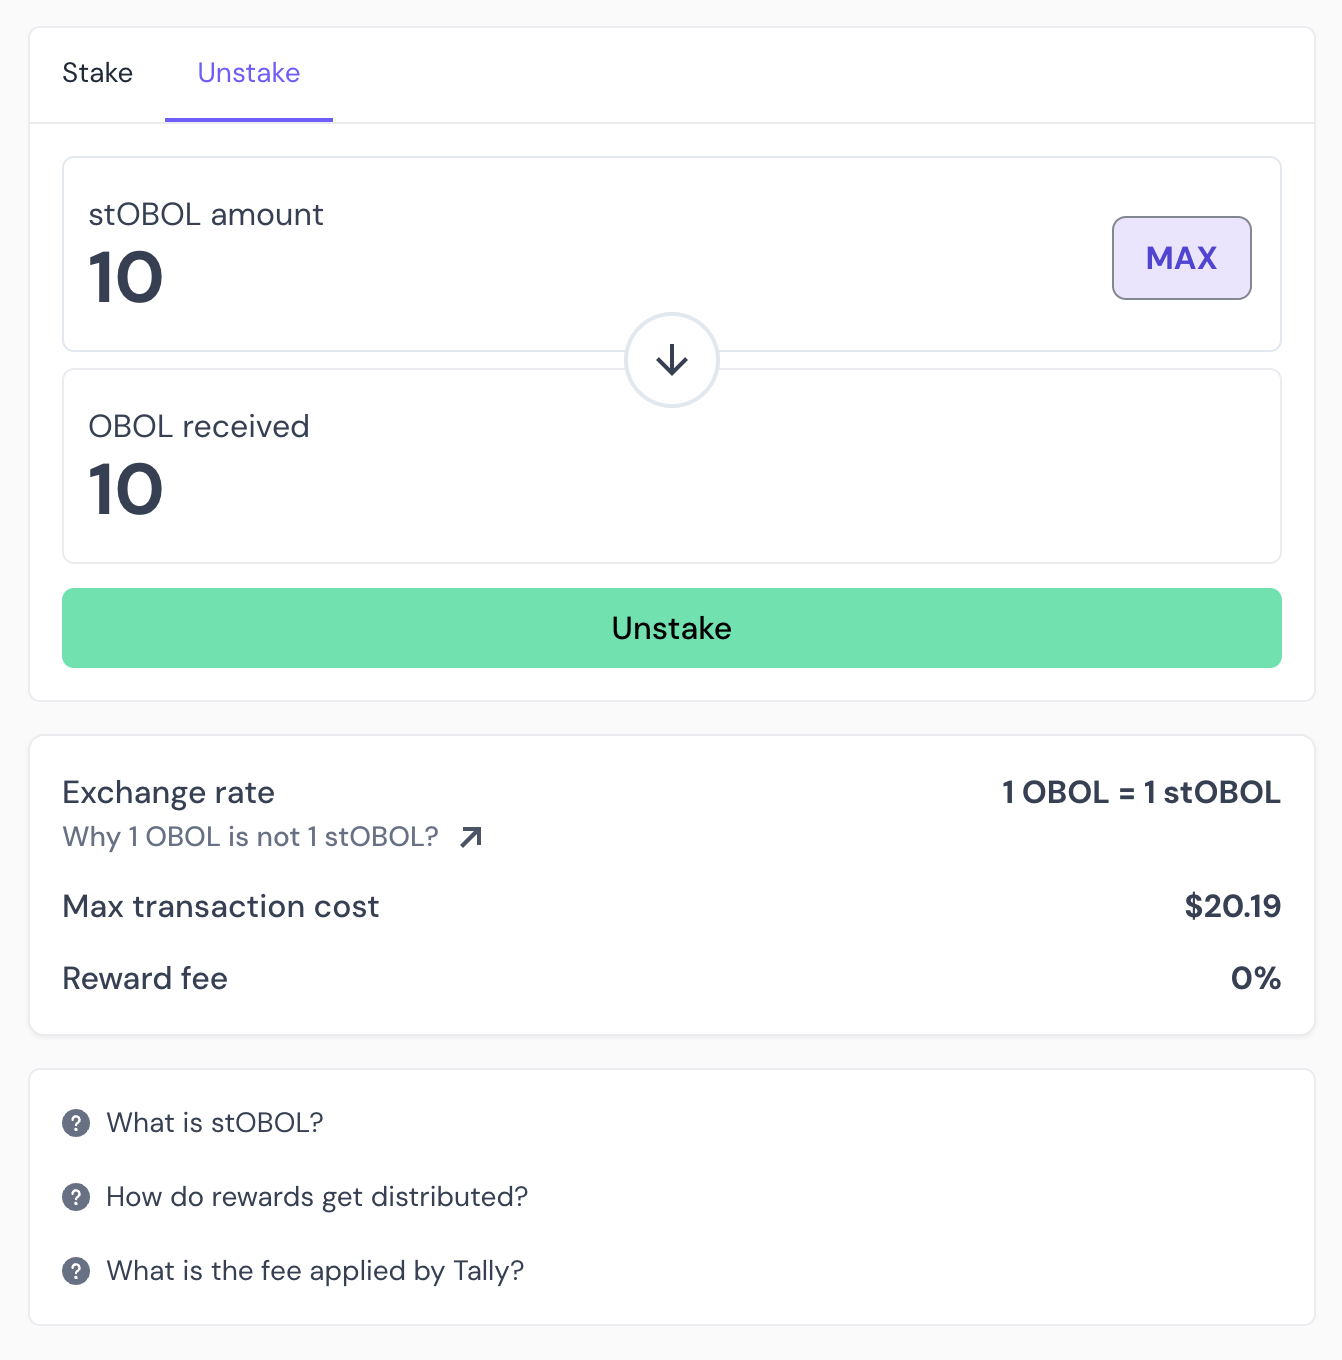 Stake Unstake
stOBOL amount
10
MAX
OBOL received
10
Unstake
Exchange rate 1 OBOL = 1 stOBOL
Why 1 OBOL is not 1 stOBOL?
Max transaction cost $20.19
Reward fee 0%
? What is stOBOL?
? How do rewards get distributed?
? What is the fee applied by Tally?